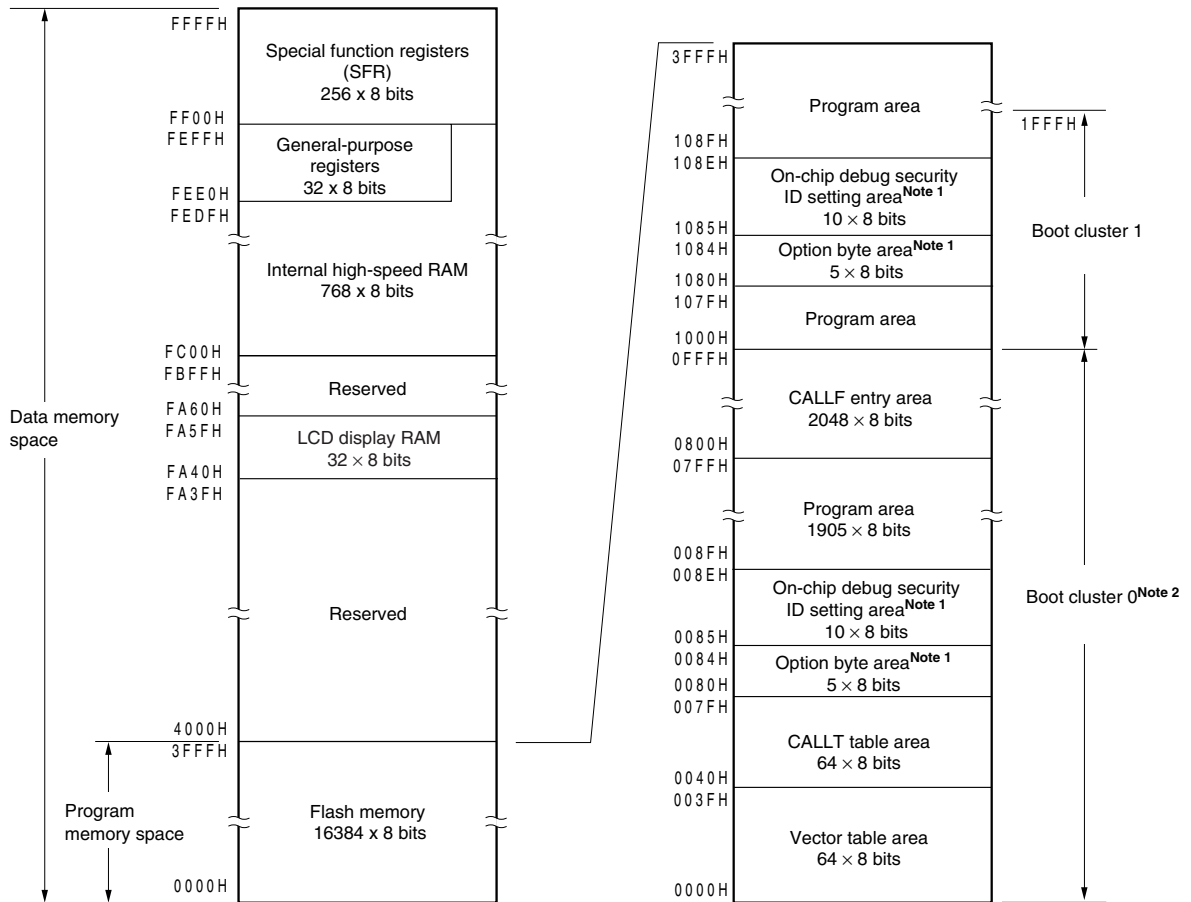 FFFFH
Special function registers
(SFR)
256 x 8 bits
FF00H
FEFFH
General-purpose
registers
32 x 8 bits
FEE0H
FEDFH
Internal high-speed RAM
768 x 8 bits
FC00H
FBFFH
Reserved
FA60H
FA5FH
LCD display RAM
32 × 8 bits
FA40H
FA3FH
Reserved
4000H
3FFFH
Flash memory
16384 x 8 bits
0000H
Data memory
space
Program
memory space
3FFFH
Program area
108FH
108EH
On-chip debug security
ID setting area Note 1
10 × 8 bits
1085H
1084H
Option byte area Note 1
5 × 8 bits
1080H
107FH
Program area
1000H
0FFFH
CALLF entry area
2048 × 8 bits
0800H
07FFH
Program area
1905 × 8 bits
008FH
008EH
On-chip debug security
ID setting area Note 1
10 × 8 bits
0085H
0084H
Option byte area Note 1
5 × 8 bits
0080H
007FH
CALLT table area
64 × 8 bits
0040H
003FH
Vector table area
64 × 8 bits
0000H
1FFFH
Boot cluster 1
Boot cluster 0 Note 2